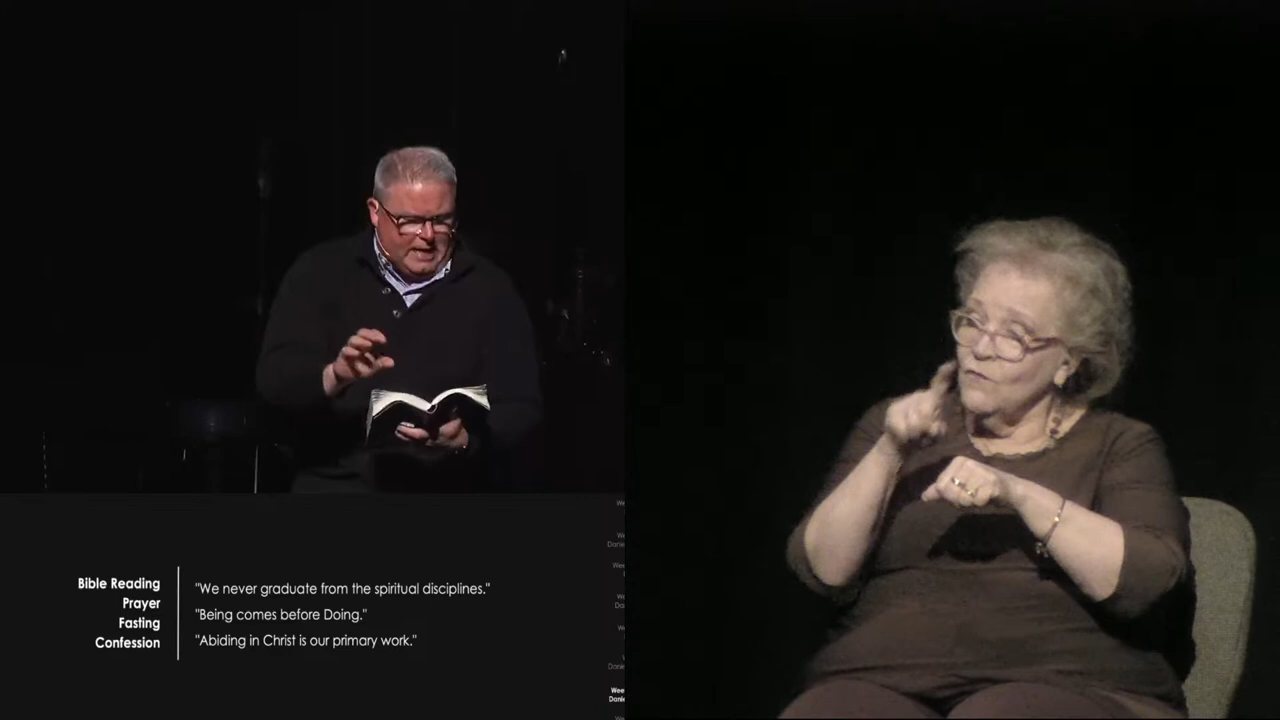 Bible Reading
Prayer
Fasting
Confession
"We never graduate from the spiritual disciplines."
"Being comes before Doing."
"Abiding in Christ is our primary work."